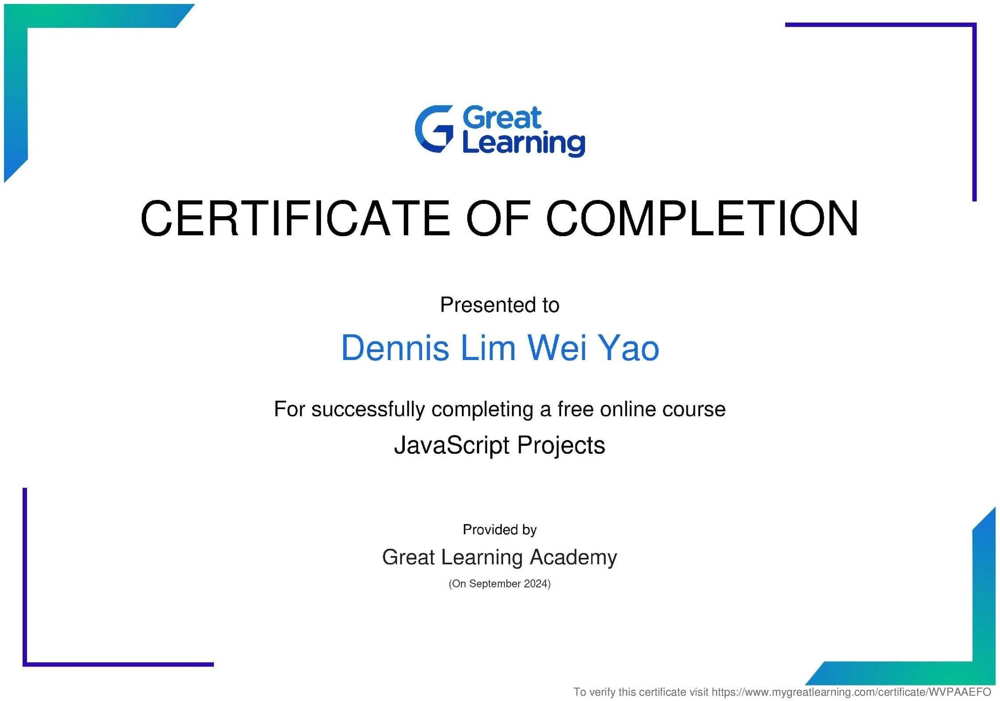 Great
Learning
CERTIFICATE OF COMPLETION
Presented to
Dennis Lim Wei Yao
For successfully completing a free online course
JavaScript Projects
Provided by
Great Learning Academy
(On September 2024)
To verify this certificate visit https://www.mygreatlearning.com/certificate/WVPAAEFO